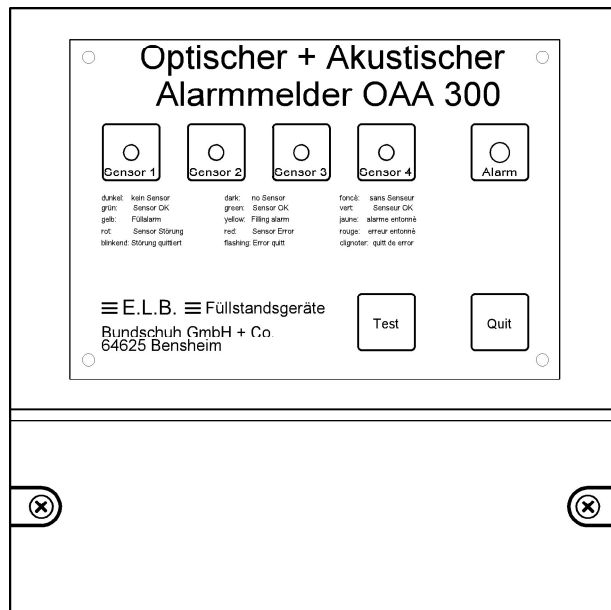 Optischer + Akustischer
Alarmmelder OAA 300
Sensor 1 Sensor 2 Sensor 3 Sensor 4 Alarm
dunkel: kein Sensor dark: no Sensor foncè: sans Senseur
grün: Sensor OK green: Sensor OK vert: Senseur OK
gelb: Füllalarm yellow: Filling alarm jaune: alarme entonnè
rot: Sensor Störung red: Sensor Error rouge: erreur entonnè
blinkend: Störung quittiert flashing: Error quitt clignoter: quitt de error
≡ E.L.B. ≡ Füllstandsgeräte
Bundschuh GmbH + Co.
64625 Bensheim
Test Quit